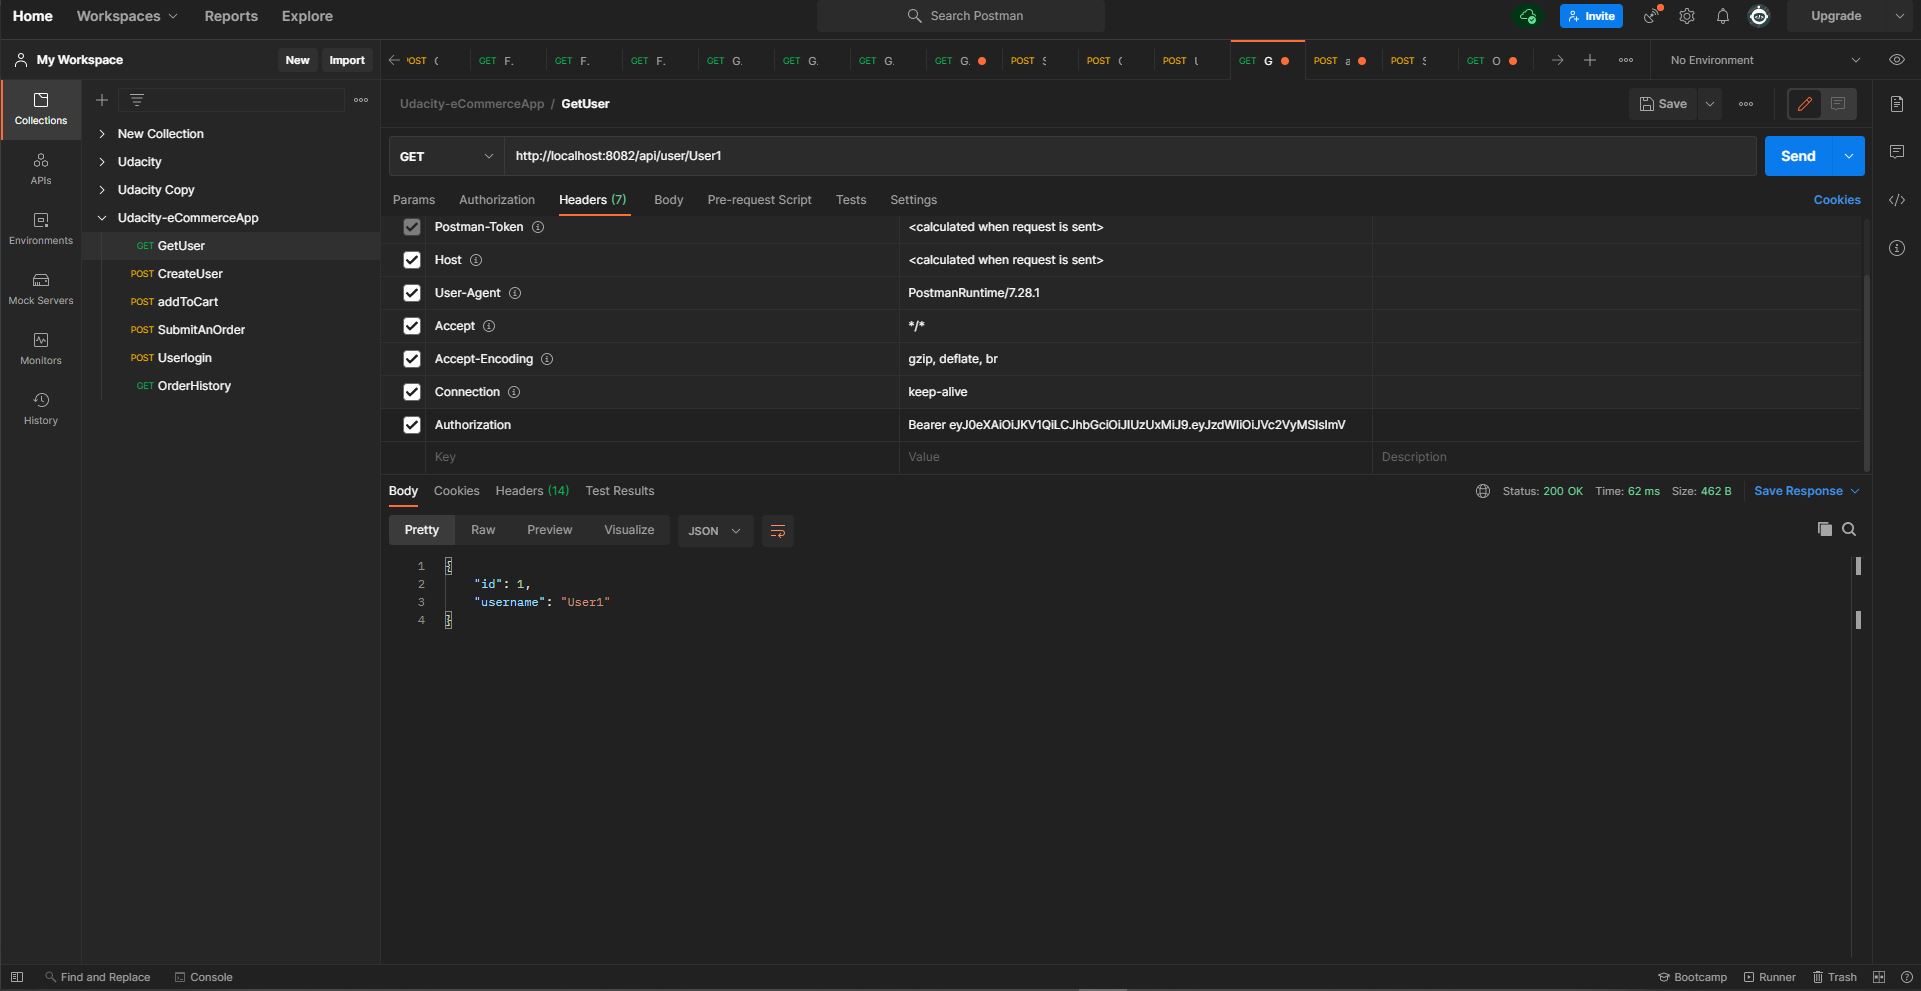 Home Workspaces Reports Explore Search Postman Invite Upgrade
My Workspace New Import POST GET F. GET F. GET F. GET G. GET G. GET G. GET G. POST POST POST GET G POST a POST GET O No Environment
Udacity-eCommerceApp / GetUser Save
Collections
APIs
Environments
Mock Servers
Monitors
History
New Collection
Udacity
Udacity Copy
Udacity-eCommerceApp
GET GetUser
POST CreateUser
POST addToCart
POST SubmitAnOrder
POST Userlogin
GET OrderHistory
GET http://localhost:8082/api/user/User1 Send
Params Authorization Headers (7) Body Pre-request Script Tests Settings Cookies
Postman-Token <calculated when request is sent>
Host <calculated when request is sent>
User-Agent PostmanRuntime/7.28.1
Accept */*
Accept-Encoding gzip, deflate, br
Connection keep-alive
Authorization Bearer eyJ0eXAiOiJKV1QiLCJhbGciOiJIUzUxMiJ9.eyJzdWIiOiJVc2VyMSIsImV
Key Value Description
Body Cookies Headers (14) Test Results Status: 200 OK Time: 62 ms Size: 462 B Save Response
Pretty Raw Preview Visualize JSON
1 {
2 "id": 1,
3 "username": "User1"
4 }
Find and Replace Console Bootcamp Runner Trash